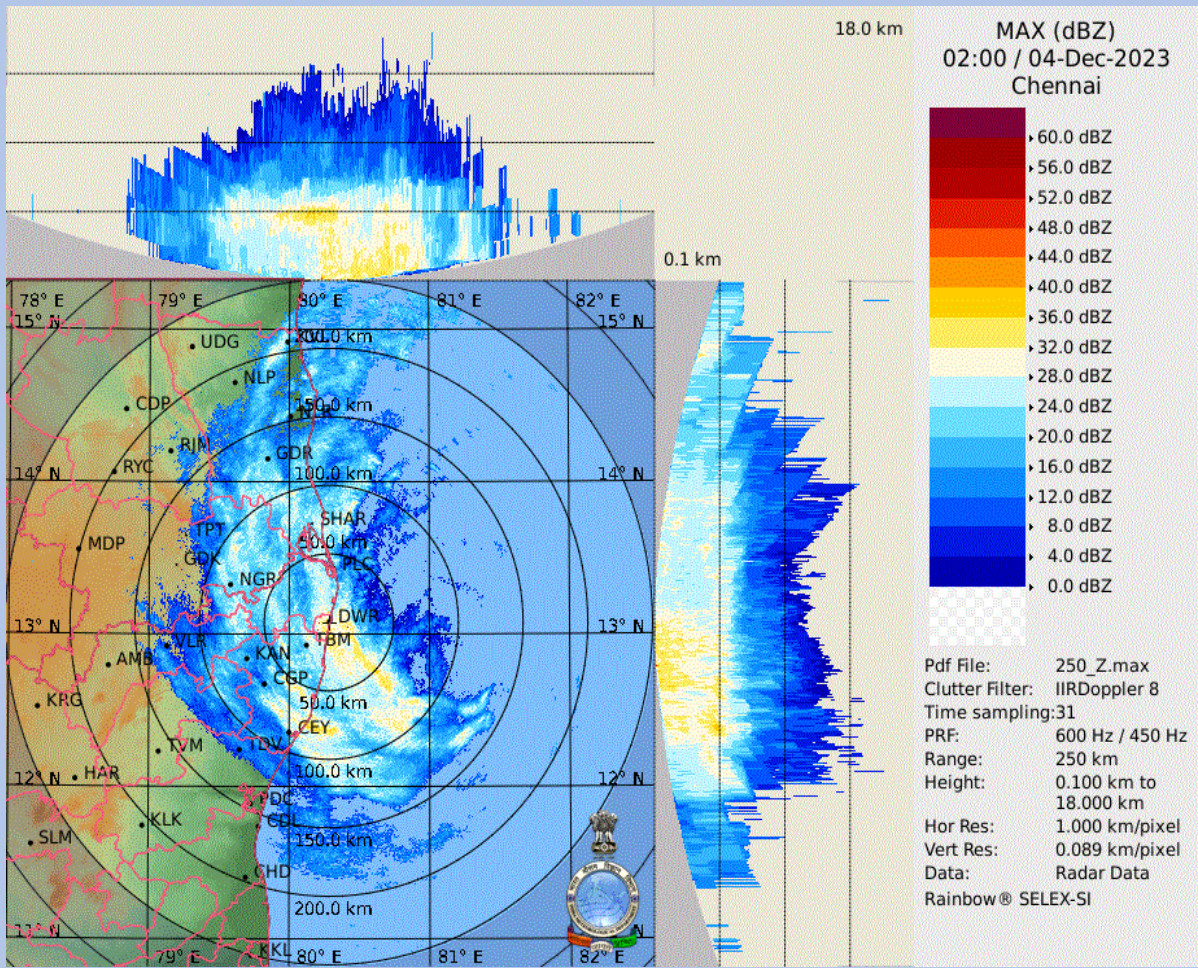 18.0 km
0.1 km
MAX (dBZ)
02:00 / 04-Dec-2023
Chennai
60.0 dBZ
56.0 dBZ
52.0 dBZ
48.0 dBZ
44.0 dBZ
40.0 dBZ
36.0 dBZ
32.0 dBZ
28.0 dBZ
24.0 dBZ
20.0 dBZ
16.0 dBZ
12.0 dBZ
8.0 dBZ
4.0 dBZ
0.0 dBZ
Pdf File: 250_Z.max
Clutter Filter: IIRDoppler 8
Time sampling:31
PRF: 600 Hz / 450 Hz
Range: 250 km
Height: 0.100 km to
18.000 km
Hor Res: 1.000 km/pixel
Vert Res: 0.089 km/pixel
Data: Radar Data
Rainbow® SELEX-SI
78° E 79° E 80° E 81° E 82° E
15° N 15° N
UDG
NLP
CDP
150.0 km
RJM
GDR
RYC
100.0 km
14° N 14° N
SHAR
TPT
50.0 km
MDP
GDK
PLC
NGR
DWR
13° N 13° N
VLR
TBM
KAN
AMB
CGP
KRG
50.0 km
CEY
TVM
TDV
HAR
100.0 km
12° N 12° N
PDC
KLK
CDL
SLM
150.0 km
CHD
200.0 km
11° N
KKL
79° E 80° E 81° E 82° E